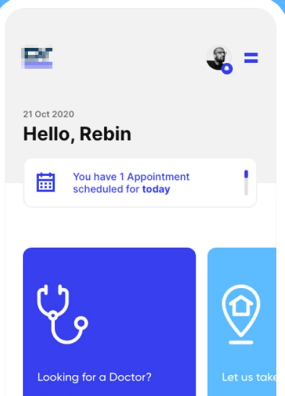 21 Oct 2020
Hello, Rebin
You have 1 Appointment
scheduled for today
Looking for a Doctor?
Let us take